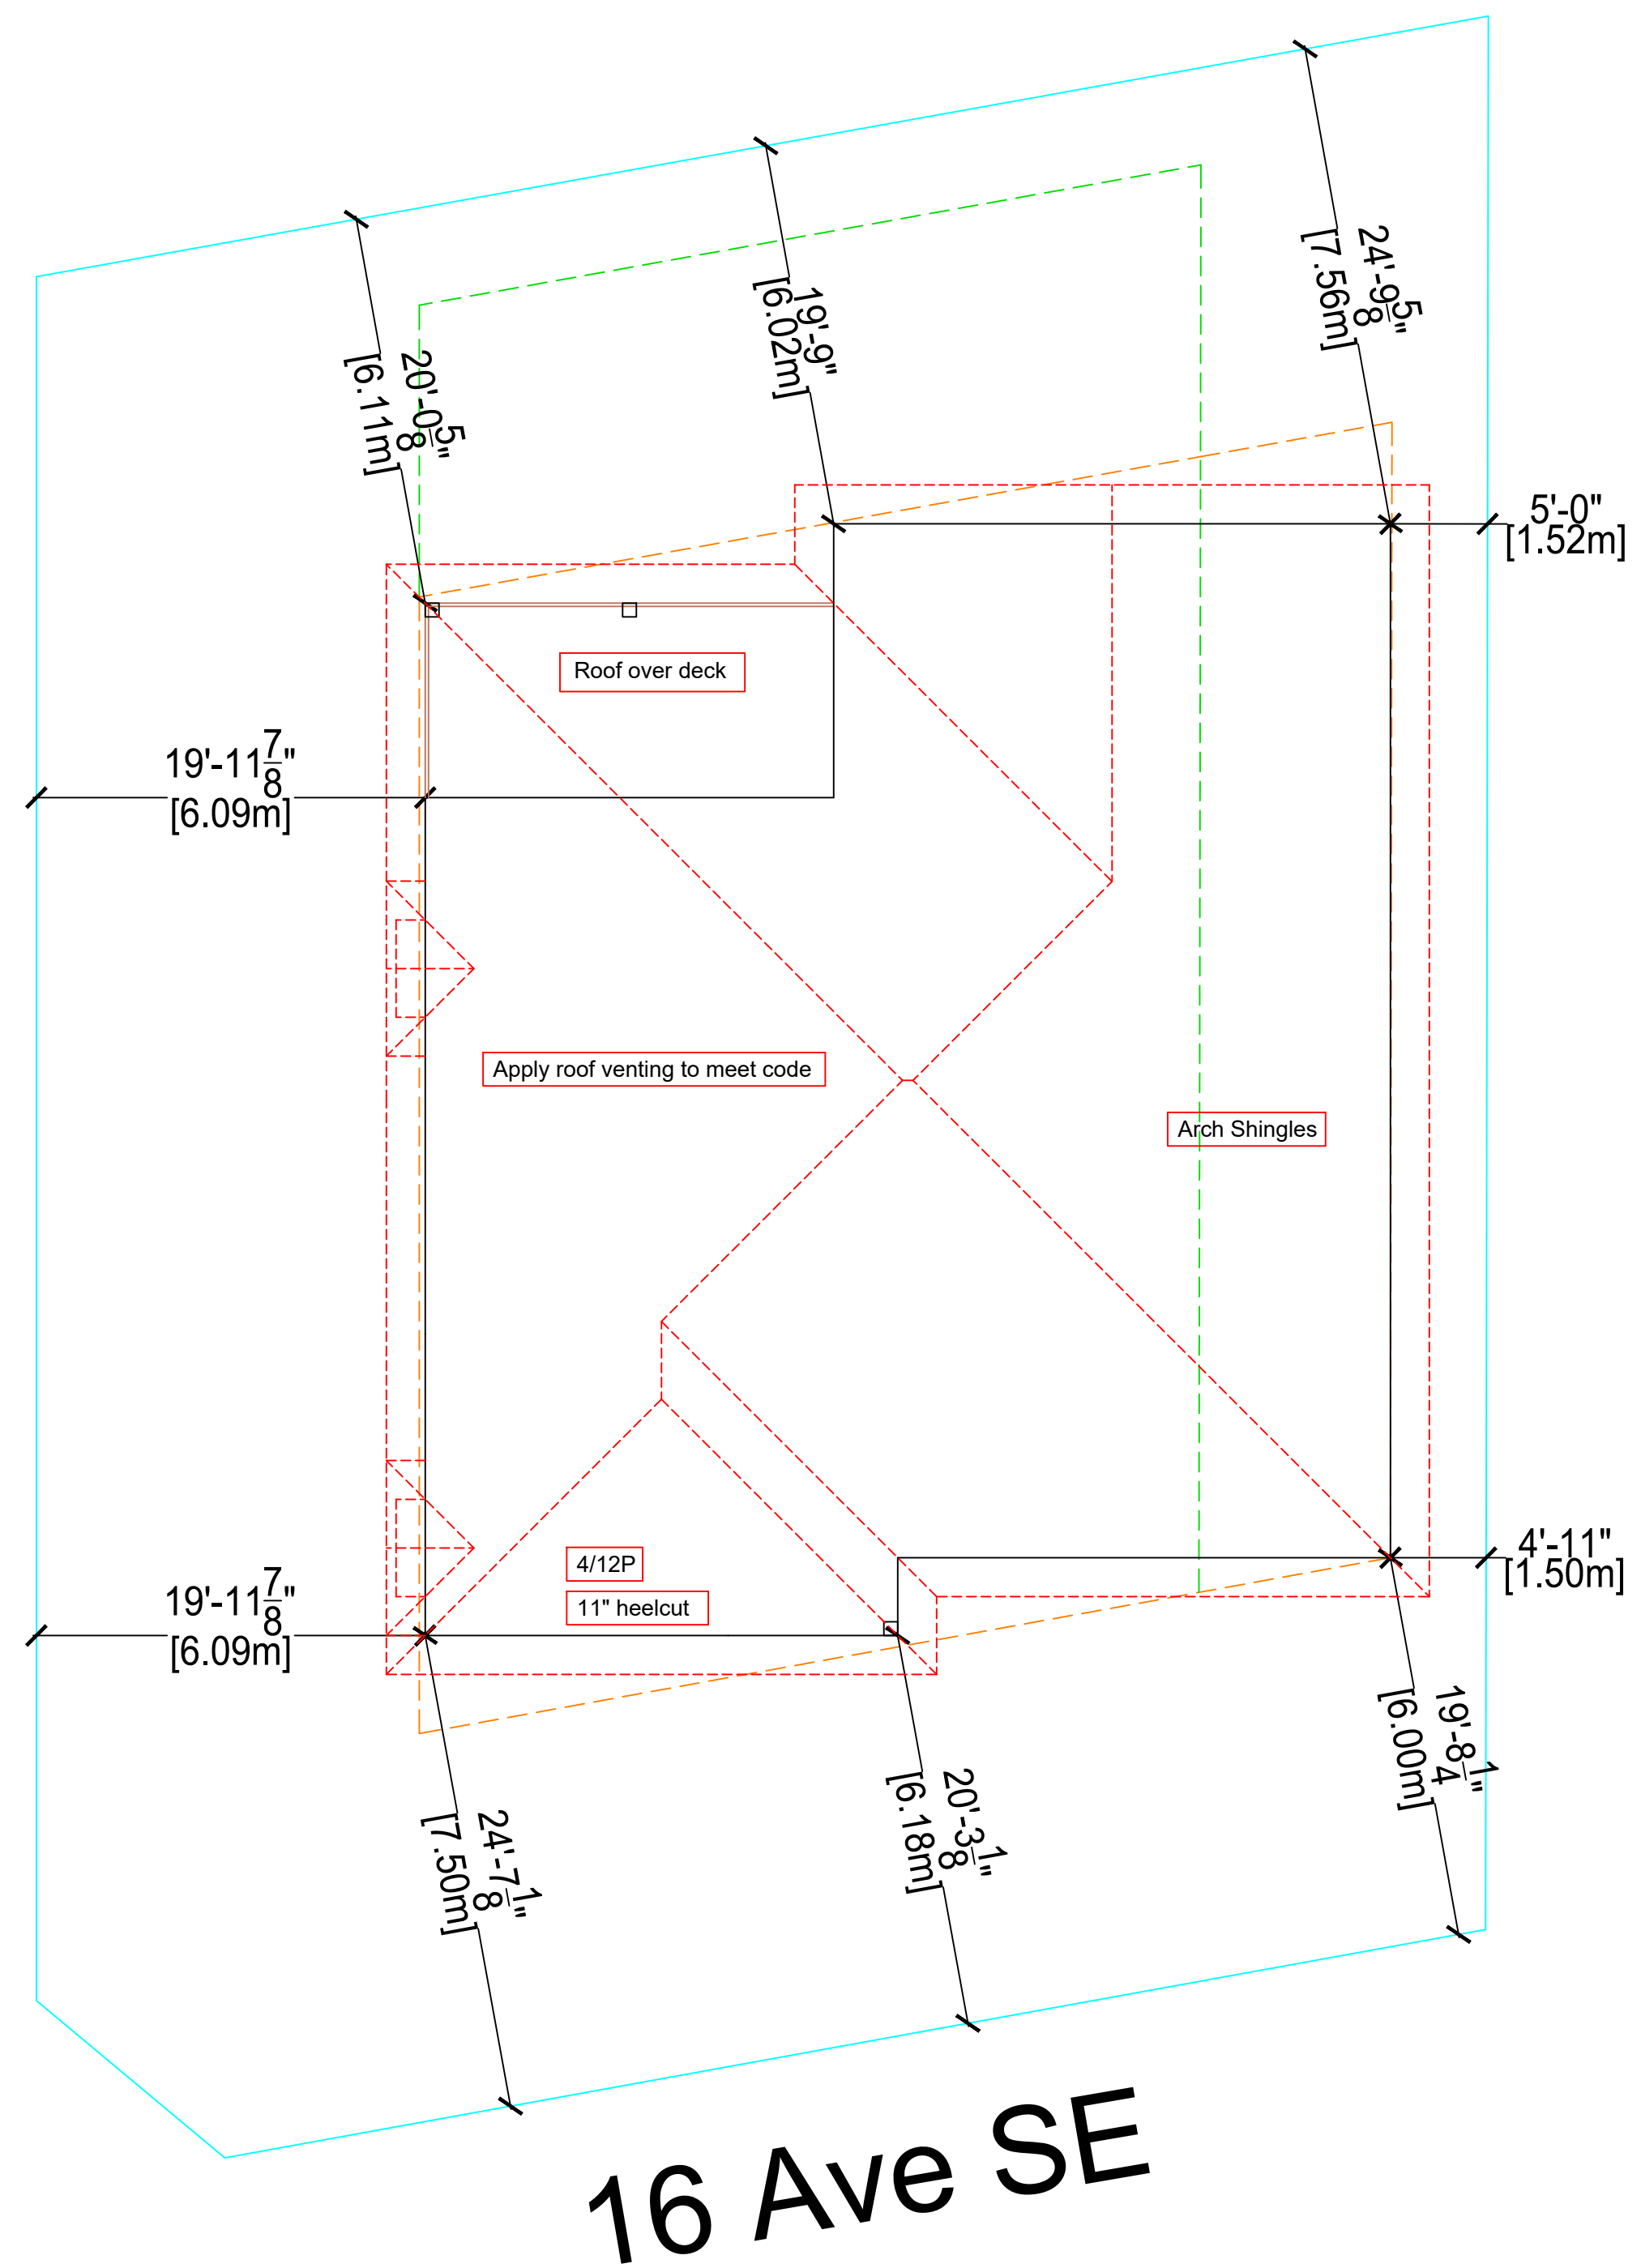 24'-9 5/8"
[7.56m]
19'-9"
[6.02m]
20'-0 5/8"
[6.11m]
5'-0"
[1.52m]
Roof over deck
19'-11 7/8"
[6.09m]
Apply roof venting to meet code
Arch Shingles
4/12P
11" heelcut
4'-11"
[1.50m]
19'-11 7/8"
[6.09m]
19'-8 1/4"
[6.00m]
20'-3 1/8"
[6.18m]
24'-7 1/8"
[7.50m]
16 Ave SE